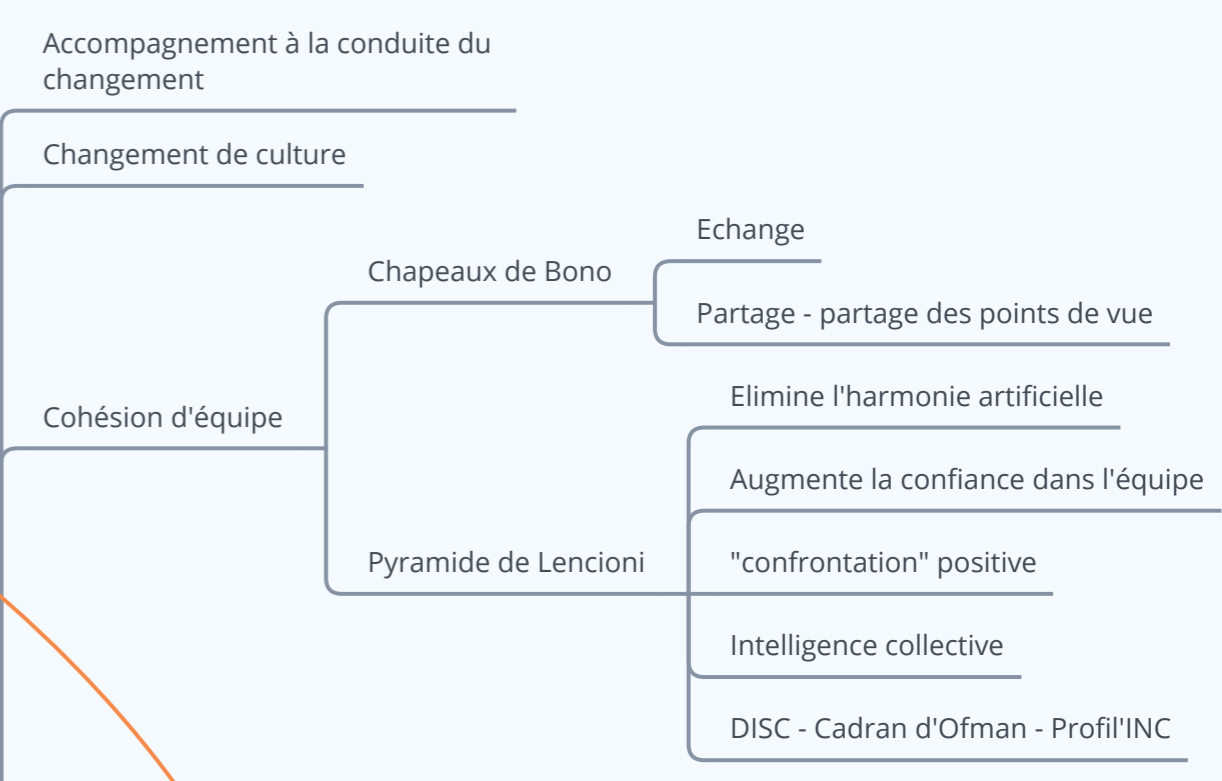 Accompagnement à la conduite du
changement
Changement de culture
Cohésion d'équipe
Chapeaux de Bono
Echange
Partage - partage des points de vue
Pyramide de Lencioni
Elimine l'harmonie artificielle
Augmente la confiance dans l'équipe
"confrontation" positive
Intelligence collective
DISC - Cadran d'Ofman - Profil'INC